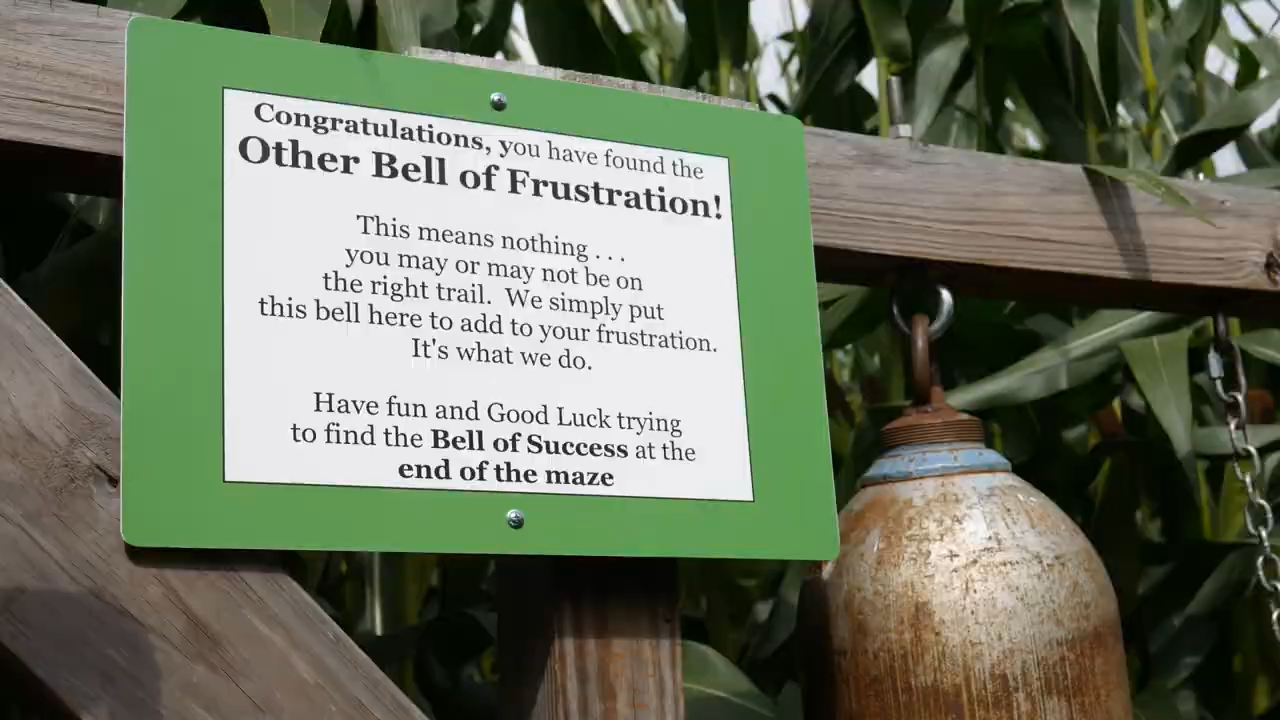 Congratulations, you have found the
Other Bell of Frustration!
This means nothing . . .
you may or may not be on
the right trail.  We simply put
this bell here to add to your frustration.
It's what we do.
Have fun and Good Luck trying
to find the Bell of Success at the
end of the maze